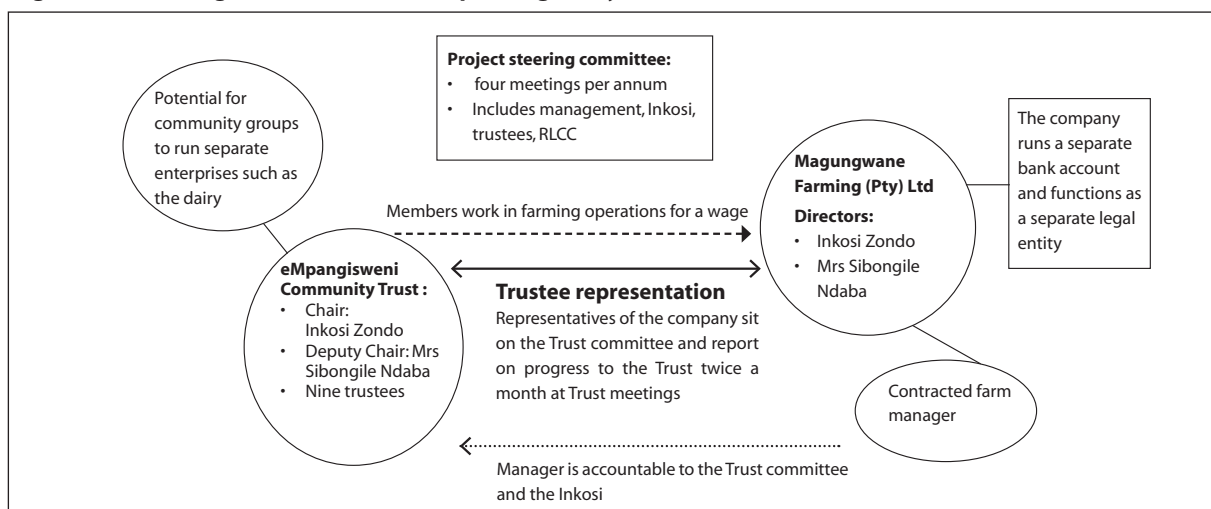 Project steering committee:
• four meetings per annum
• Includes management, Inkosi,
trustees, RLCC
Potential for
community groups
to run separate
enterprises such as
the dairy
Magungwane
Farming (Pty) Ltd
Directors:
• Inkosi Zondo
• Mrs Sibongile
Ndaba
The company
runs a separate
bank account
and functions as
a separate legal
entity
Members work in farming operations for a wage
eMpangisweni
Community Trust :
• Chair:
Inkosi Zondo
• Deputy Chair: Mrs
Sibongile Ndaba
• Nine trustees
Trustee representation
Representatives of the company sit
on the Trust committee and report
on progress to the Trust twice a
month at Trust meetings
Contracted farm
manager
Manager is accountable to the Trust committee
and the Inkosi